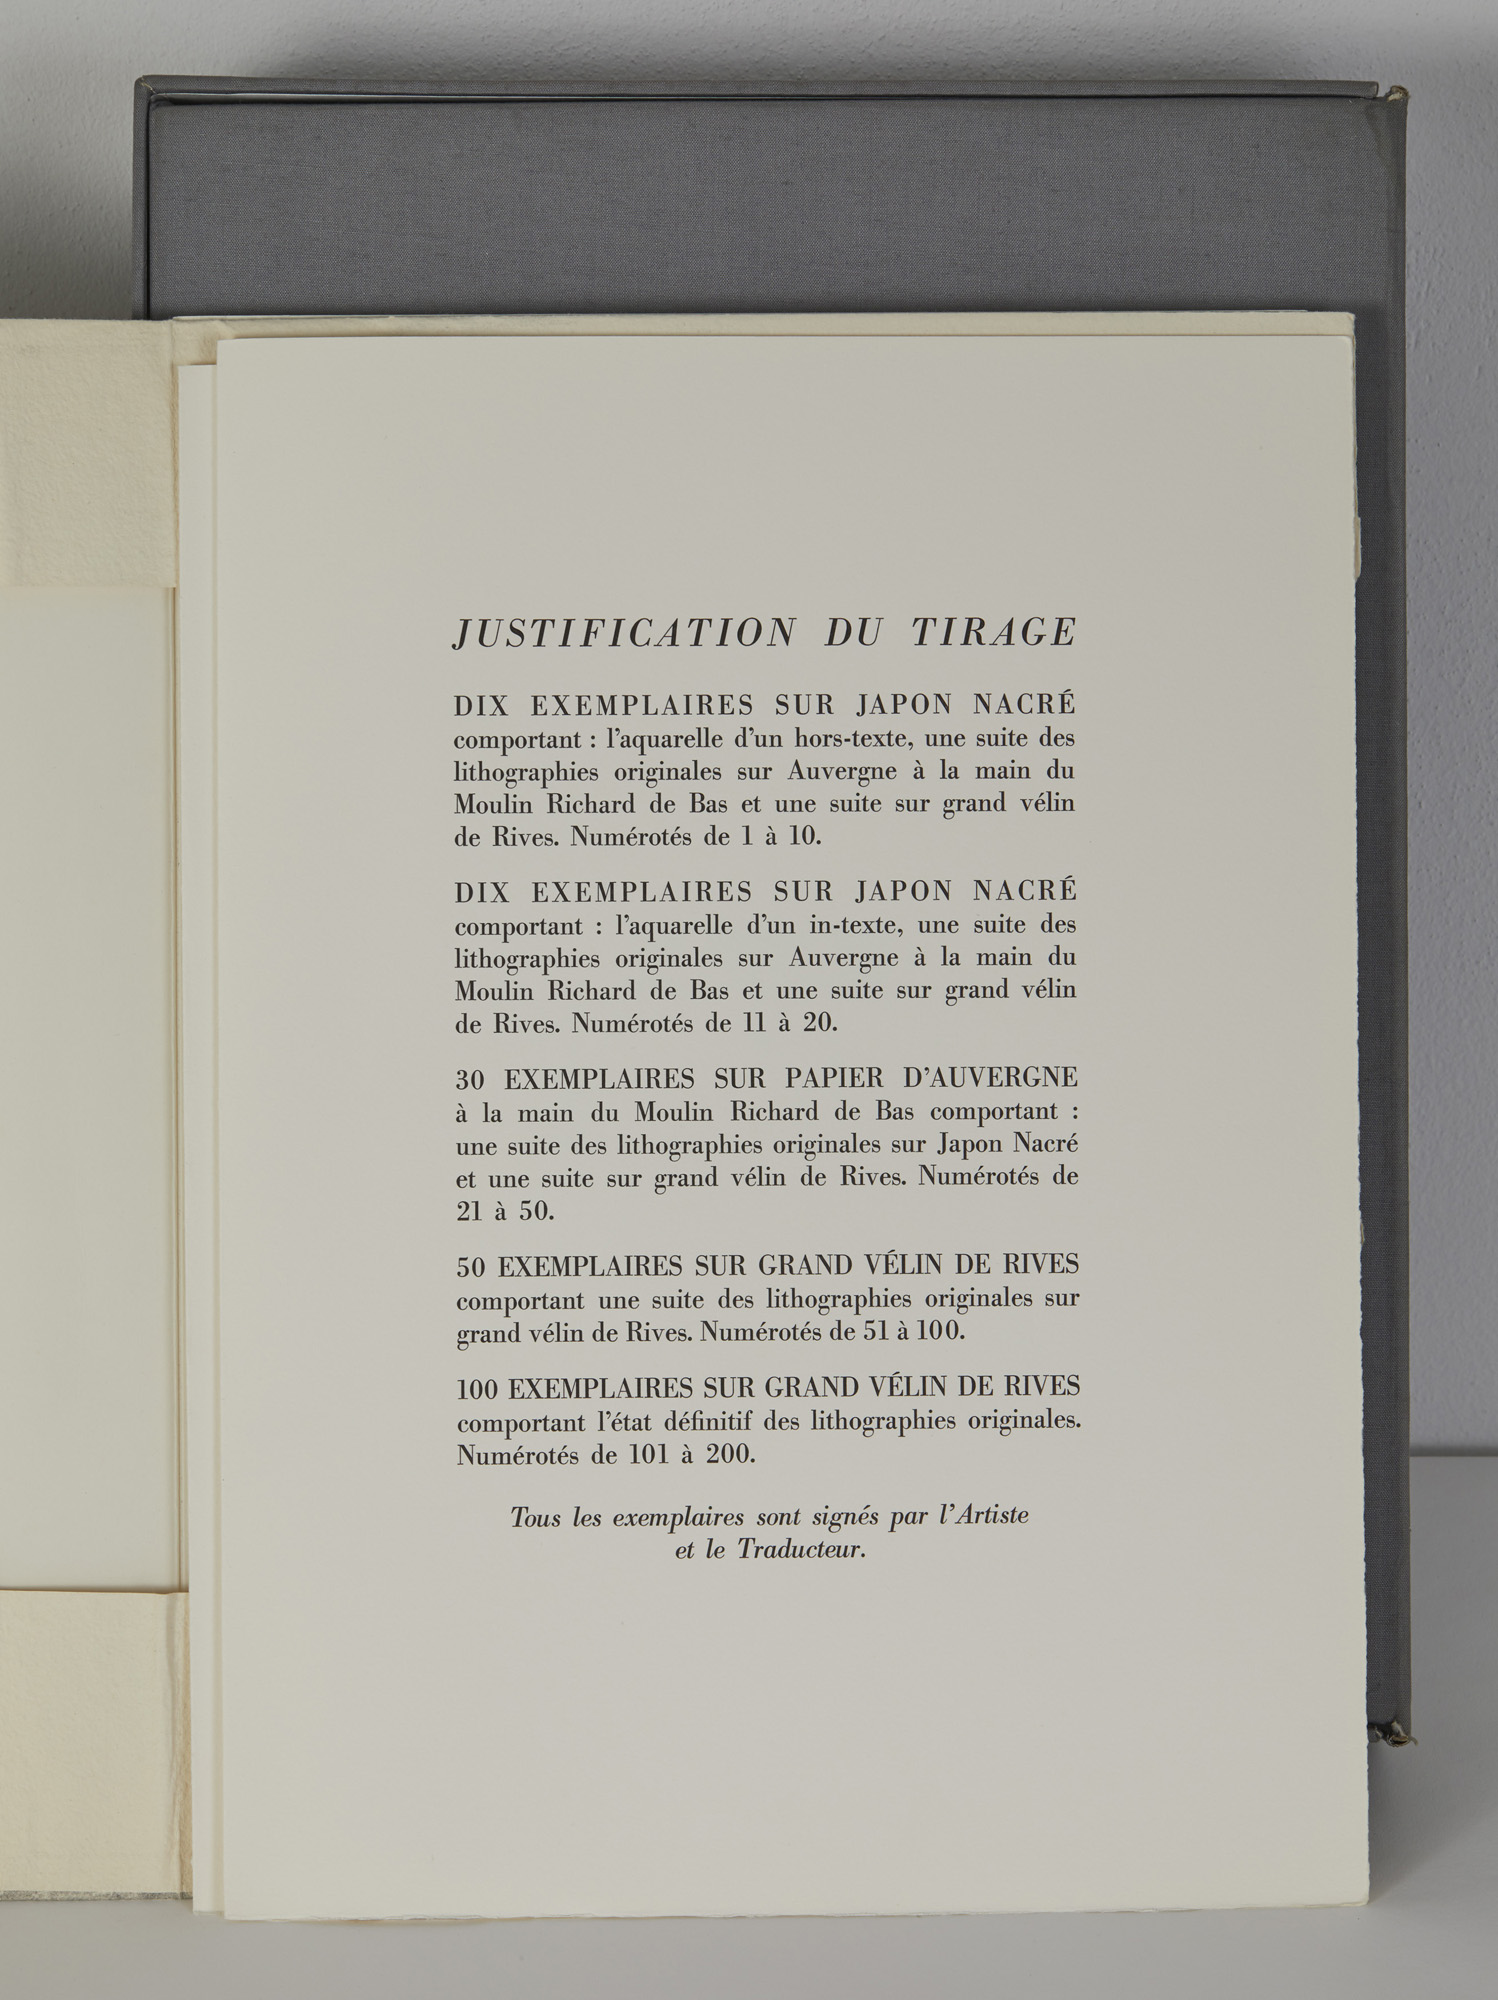 JUSTIFICATION DU TIRAGE
DIX EXEMPLAIRES SUR JAPON NACRÉ
comportant : l'aquarelle d'un hors-texte, une suite des
lithographies originales sur Auvergne à la main du
Moulin Richard de Bas et une suite sur grand vélin
de Rives. Numérotés de 1 à 10.
DIX EXEMPLAIRES SUR JAPON NACRÉ
comportant : l'aquarelle d'un in-texte, une suite des
lithographies originales sur Auvergne à la main du
Moulin Richard de Bas et une suite sur grand vélin
de Rives. Numérotés de 11 à 20.
30 EXEMPLAIRES SUR PAPIER D'AUVERGNE
à la main du Moulin Richard de Bas comportant :
une suite des lithographies originales sur Japon Nacré
et une suite sur grand vélin de Rives. Numérotés de
21 à 50.
50 EXEMPLAIRES SUR GRAND VÉLIN DE RIVES
comportant une suite des lithographies originales sur
grand vélin de Rives. Numérotés de 51 à 100.
100 EXEMPLAIRES SUR GRAND VÉLIN DE RIVES
comportant l'état définitif des lithographies originales.
Numérotés de 101 à 200.
Tous les exemplaires sont signés par l'Artiste
et le Traducteur.